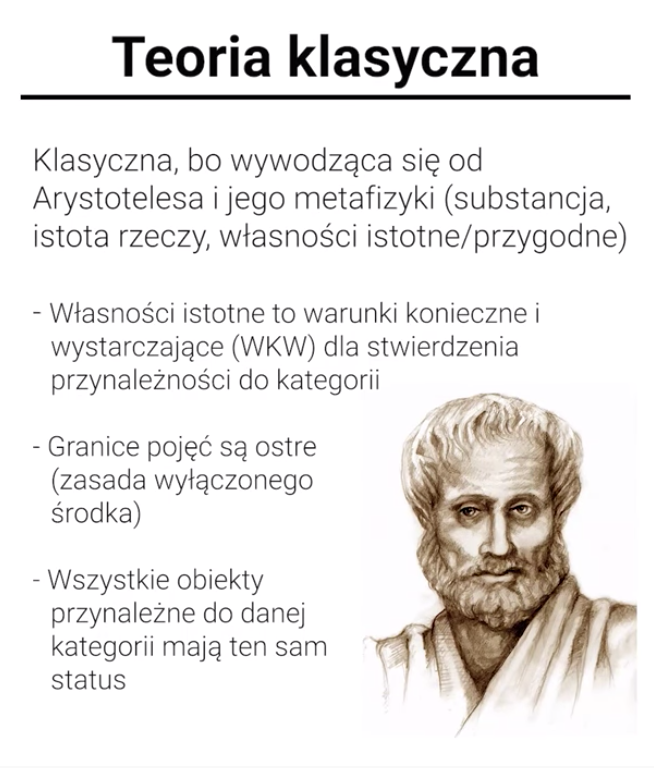 Teoria klasyczna
Klasyczna, bo wywodząca się od
Arystotelesa i jego metafizyki (substancja,
istota rzeczy, własności istotne/przygodne)
- Własności istotne to warunki konieczne i
wystarczające (WKW) dla stwierdzenia
przynależności do kategorii
- Granice pojęć są ostre
(zasada wyłączonego
środka)
- Wszystkie obiekty
przynależne do danej
kategorii mają ten sam
status